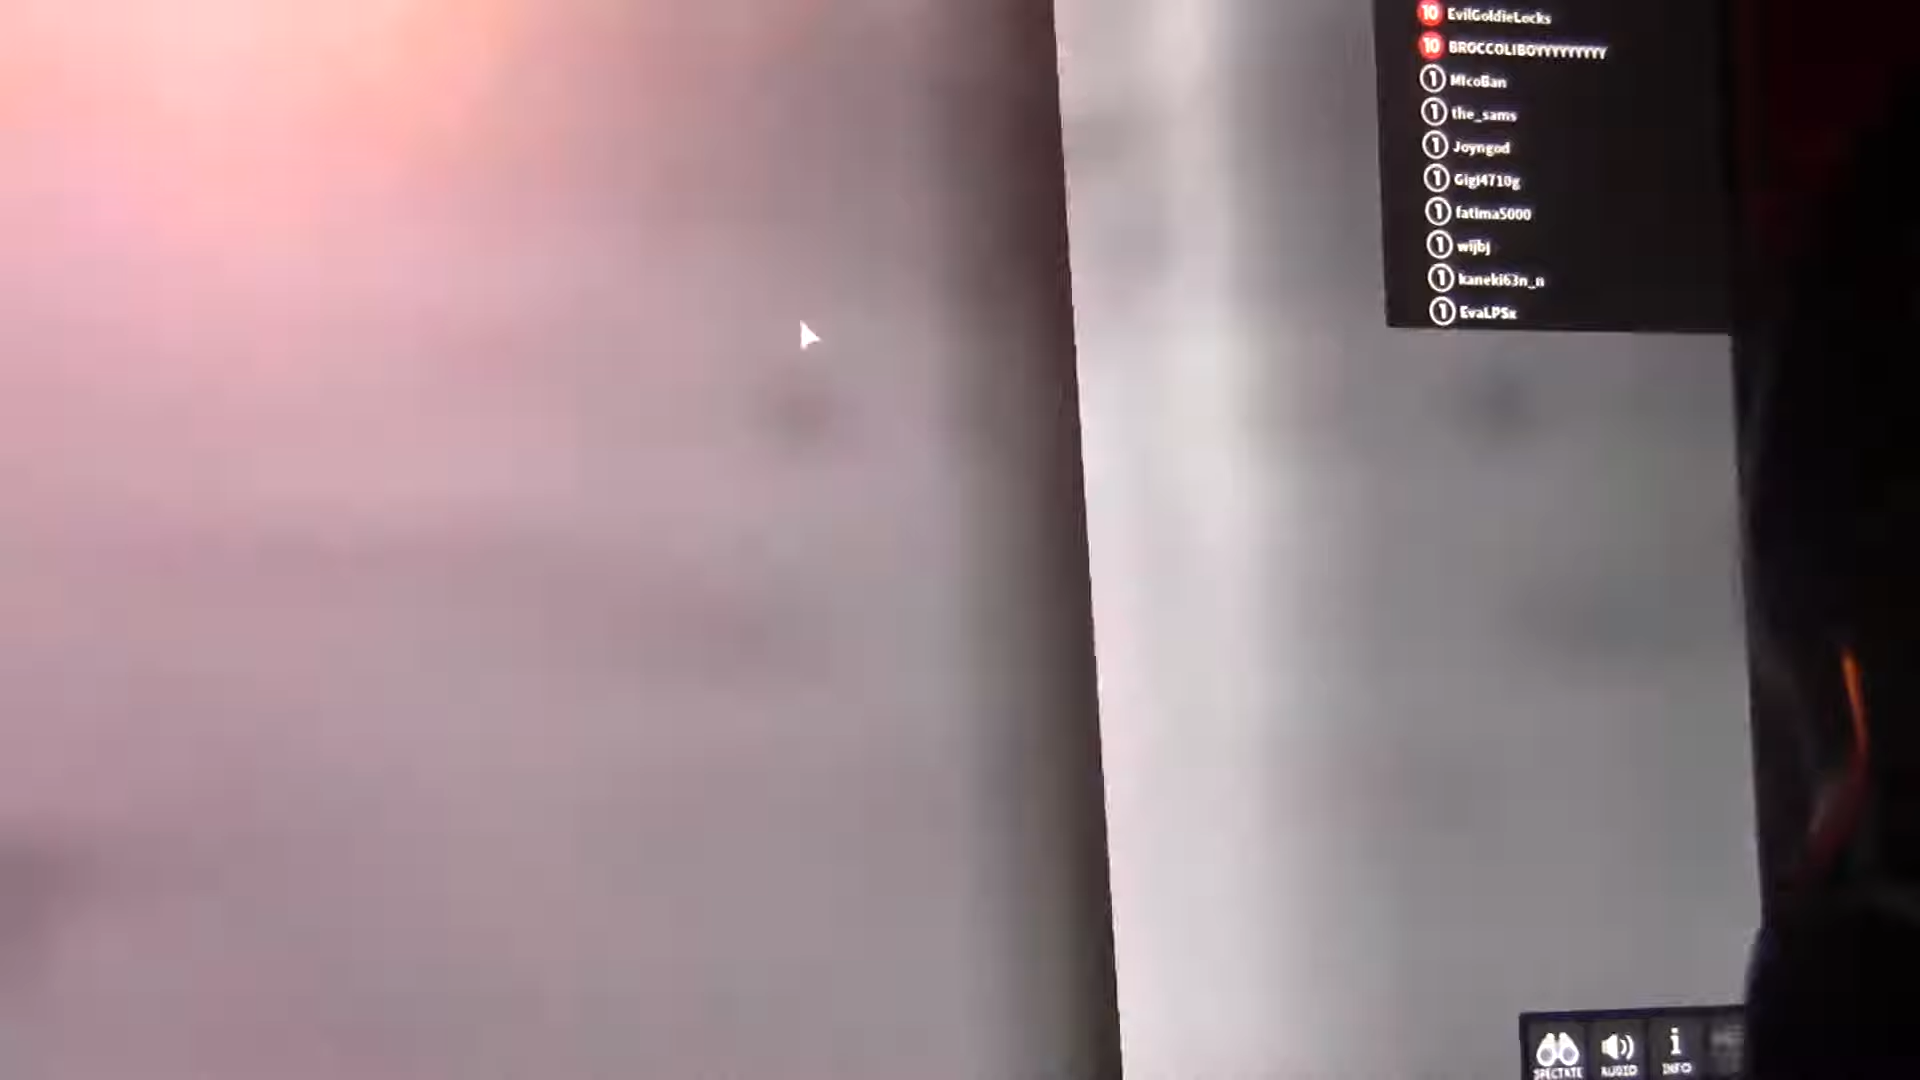 10 EvilGoldieLocks
10 BROCCOLIBOYYYYYYYYY
1 MicoBan
1 the_sams
1 Joyngod
1 Gigi4710g
1 fatima5000
1 wijbj
1 kaneki63n_n
1 EvaLPSx
SPECTATE AUDIO INFO